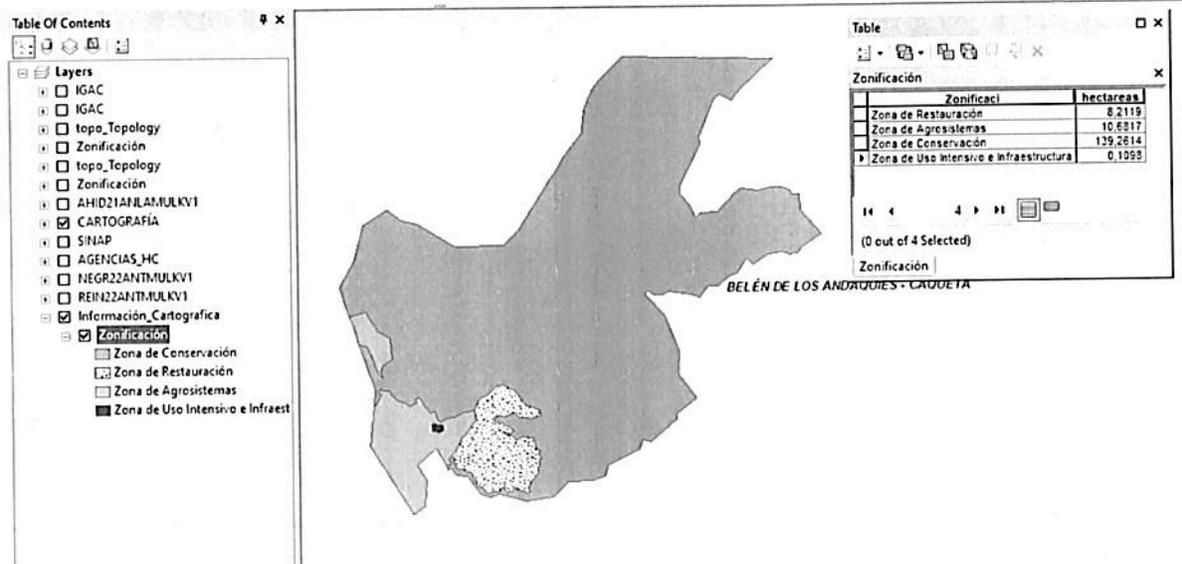 Table Of Contents
Layers
IGAC
IGAC
topo_Topology
Zonificación
topo_Topology
Zonificación
AHID21ANLAMULKV1
CARTOGRAFÍA
SINAP
AGENCIAS_HC
NEGR22ANTMULKV1
REIN22ANTMULKV1
Información_Cartografica
Zonificación
Zona de Conservación
Zona de Restauración
Zona de Agrosistemas
Zona de Uso Intensivo e Infraest
BELÉN DE LOS ANDAQUIES - CAQUETA
Table
Zonificación
Zonificaci hectareas
Zona de Restauración 8,2119
Zona de Agrosistemas 10,6817
Zona de Conservación 139,2614
Zona de Uso Intensivo e Infraestructura 0,1098
4
(0 out of 4 Selected)
Zonificación